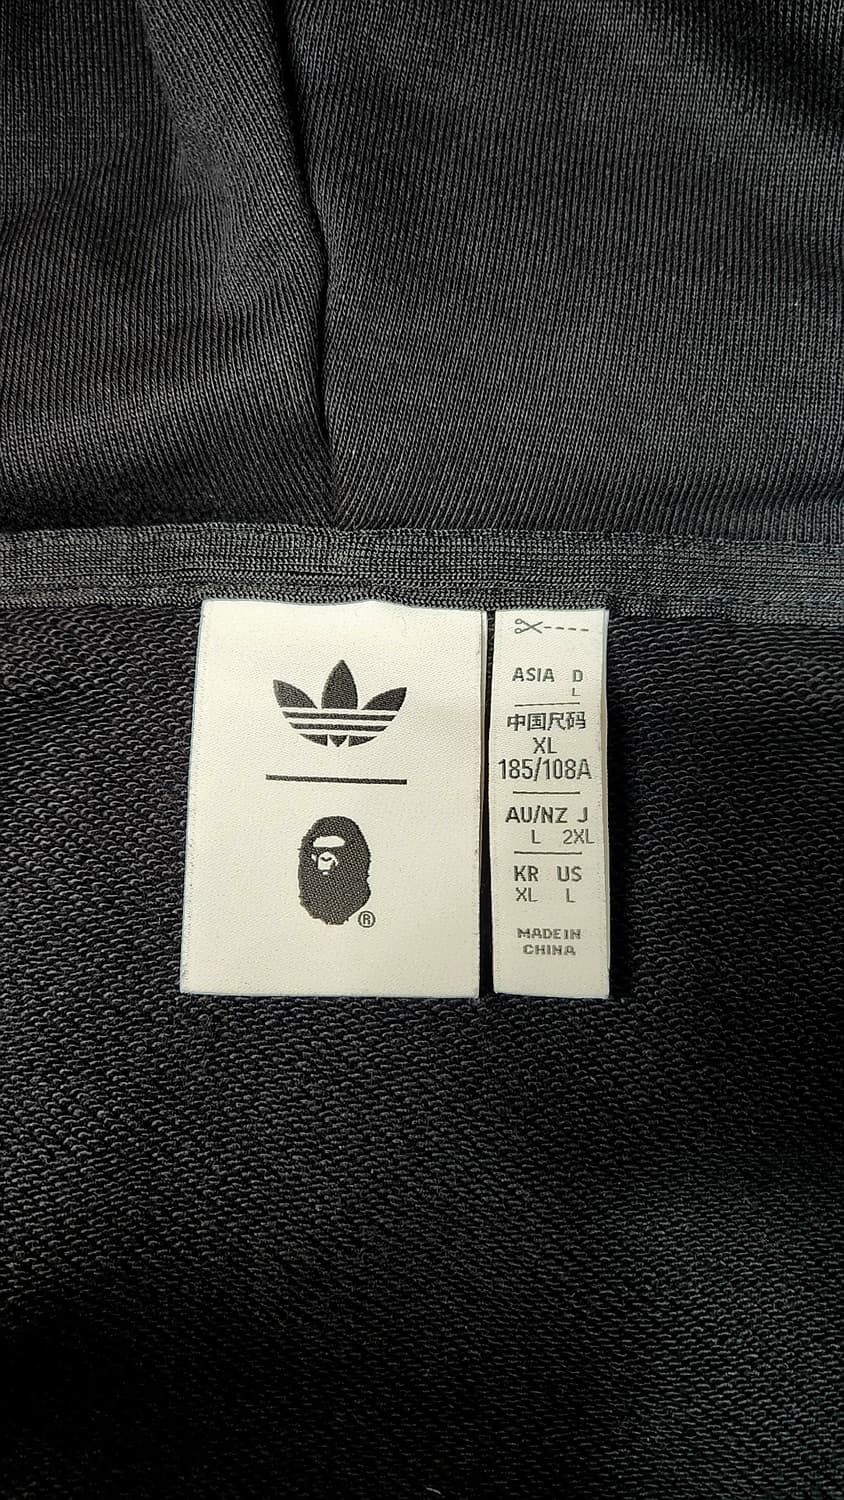 ®
ASIA D
L
中国尺码
XL
185/108A
AU/NZ J
L 2XL
KR US
XL L
MADE IN
CHINA